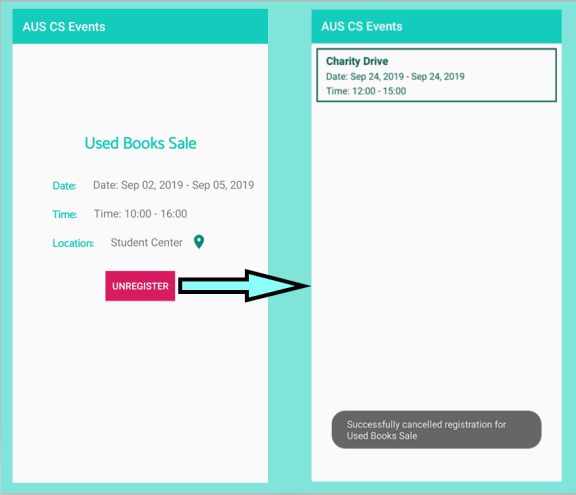 AUS CS Events
Used Books Sale
Date: Date: Sep 02, 2019 - Sep 05, 2019
Time: Time: 10:00 - 16:00
Location: Student Center
UNREGISTER
AUS CS Events
Charity Drive
Date: Sep 24, 2019 - Sep 24, 2019
Time: 12:00 - 15:00
Successfully cancelled registration for
Used Books Sale